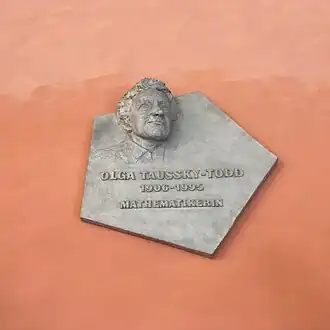 OLGA TAUSSKY-TODD
1906-1995
MATHEMATIKERIN